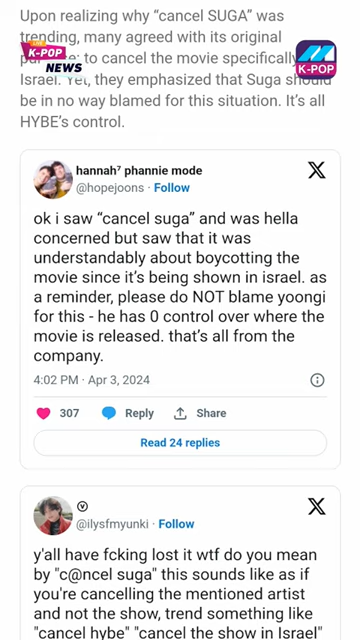 Upon realizing why “cancel SUGA” was
trending, many agreed with its original
to cancel the movie specifically
Israel. Yet, they emphasized that Suga should
be in no way blamed for this situation. It’s all
HYBE’s control.
K-POP
NEWS
K-POP
hannah⁷ phannie mode
@hopejoons · Follow
ok i saw “cancel suga” and was hella
concerned but saw that it was
understandably about boycotting the
movie since it’s being shown in israel. as
a reminder, please do NOT blame yoongi
for this - he has 0 control over where the
movie is released. that’s all from the
company.
4:02 PM · Apr 3, 2024
307 Reply Share
Read 24 replies
ⓥ
@ilysfmyunki · Follow
y'all have fcking lost it wtf do you mean
by "c@ncel suga" this sounds like as if
you're cancelling the mentioned artist
and not the show, trend something like
"cancel hybe" "cancel the show in Israel"